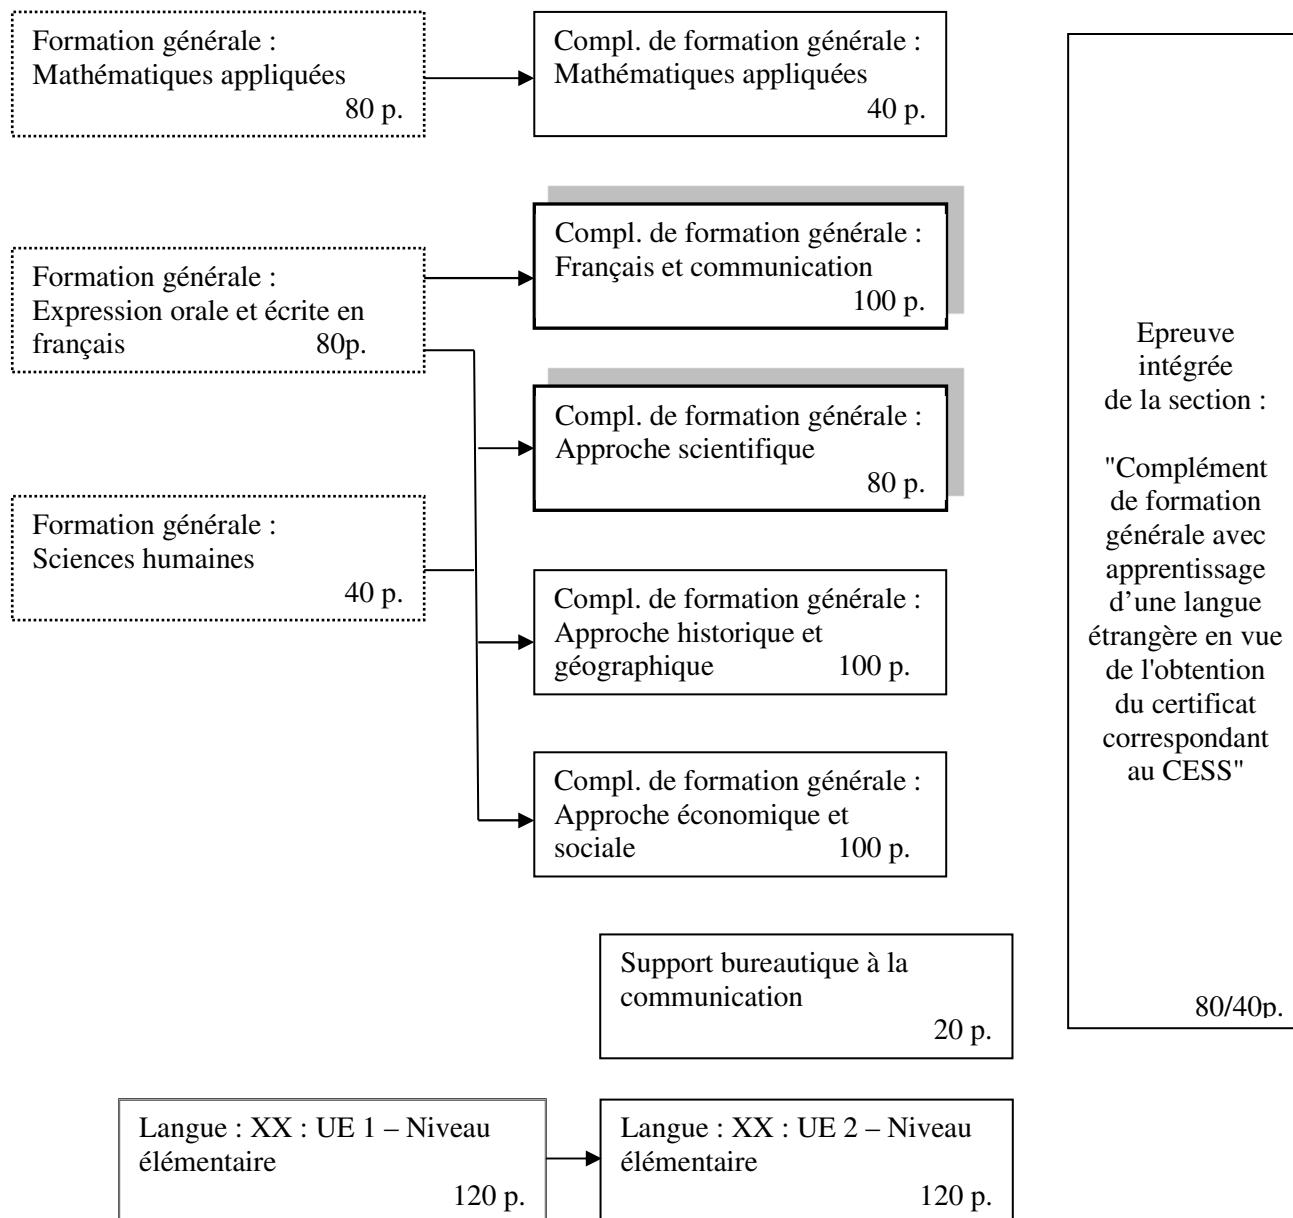 Formation générale :
Mathématiques appliquées
80 p.
Compl. de formation générale :
Mathématiques appliquées
40 p.
Compl. de formation générale :
Français et communication
100 p.
Formation générale :
Expression orale et écrite en
français 80p.
Compl. de formation générale :
Approche scientifique
80 p.
Formation générale :
Sciences humaines
40 p.
Compl. de formation générale :
Approche historique et
géographique 100 p.
Compl. de formation générale :
Approche économique et
sociale 100 p.
Support bureautique à la
communication
20 p.
Langue : XX : UE 1 – Niveau
élémentaire
120 p.
Langue : XX : UE 2 – Niveau
élémentaire
120 p.
Epreuve
intégrée
de la section :
"Complément
de formation
générale avec
apprentissage
d’une langue
étrangère en vue
de l'obtention
du certificat
correspondant
au CESS"
80/40p.